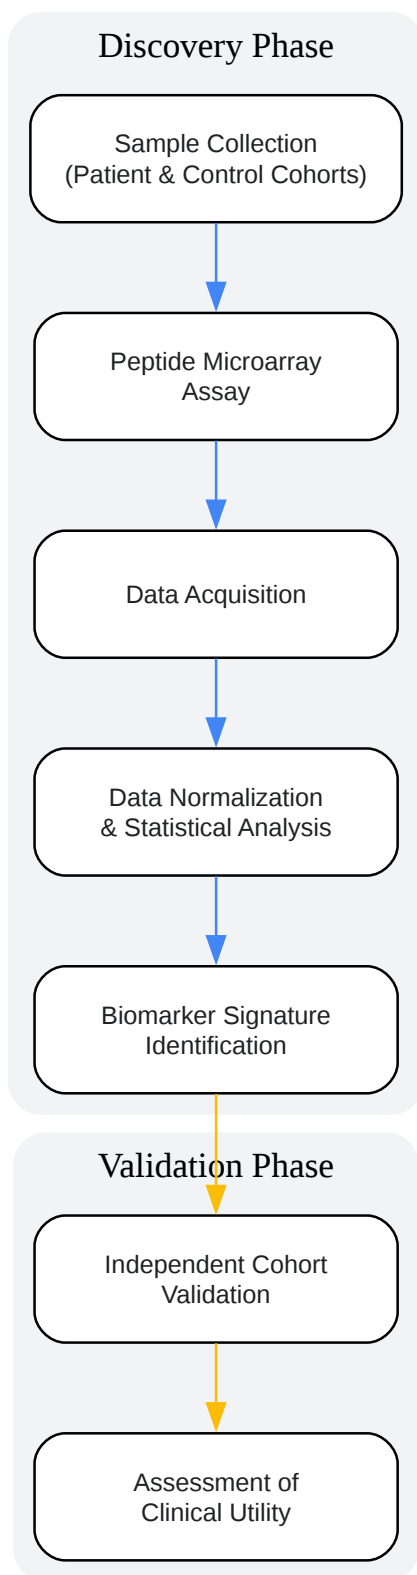 Discovery Phase
Sample Collection
(Patient & Control Cohorts)
Peptide Microarray
Assay
Data Acquisition
Data Normalization
& Statistical Analysis
Biomarker Signature
Identification
Validation Phase
Independent Cohort
Validation
Assessment of
Clinical Utility